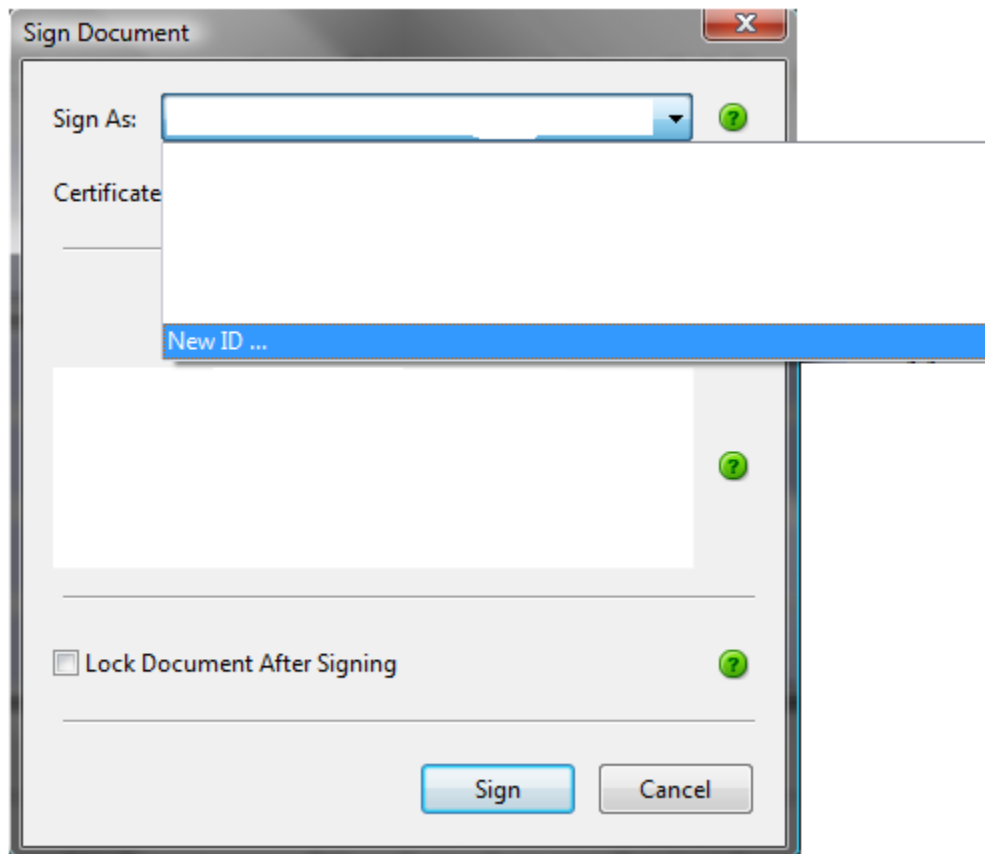 Sign Document
Sign As:
Certificate
New ID ...
Lock Document After Signing
Sign Cancel